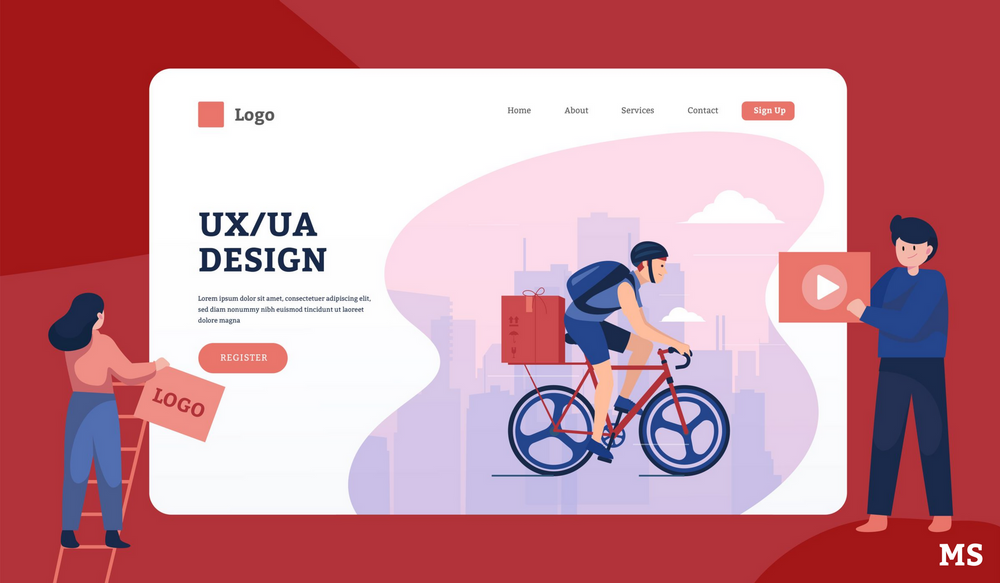 Logo
Home About Services Contact Sign Up
UX/UA
DESIGN
Lorem ipsum dolor sit amet, consectetuer adipiscing elit,
sed diam nonummy nibh euismod tincidunt ut laoreet
dolore magna
REGISTER
LOGO
MS